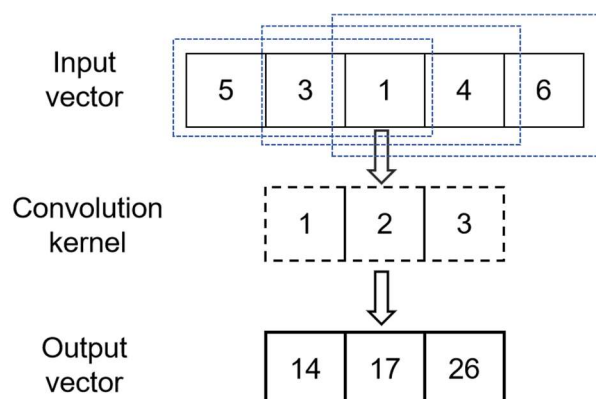 Input
vector
5 3 1 4 6
Convolution
kernel
1 2 3
Output
vector
14 17 26